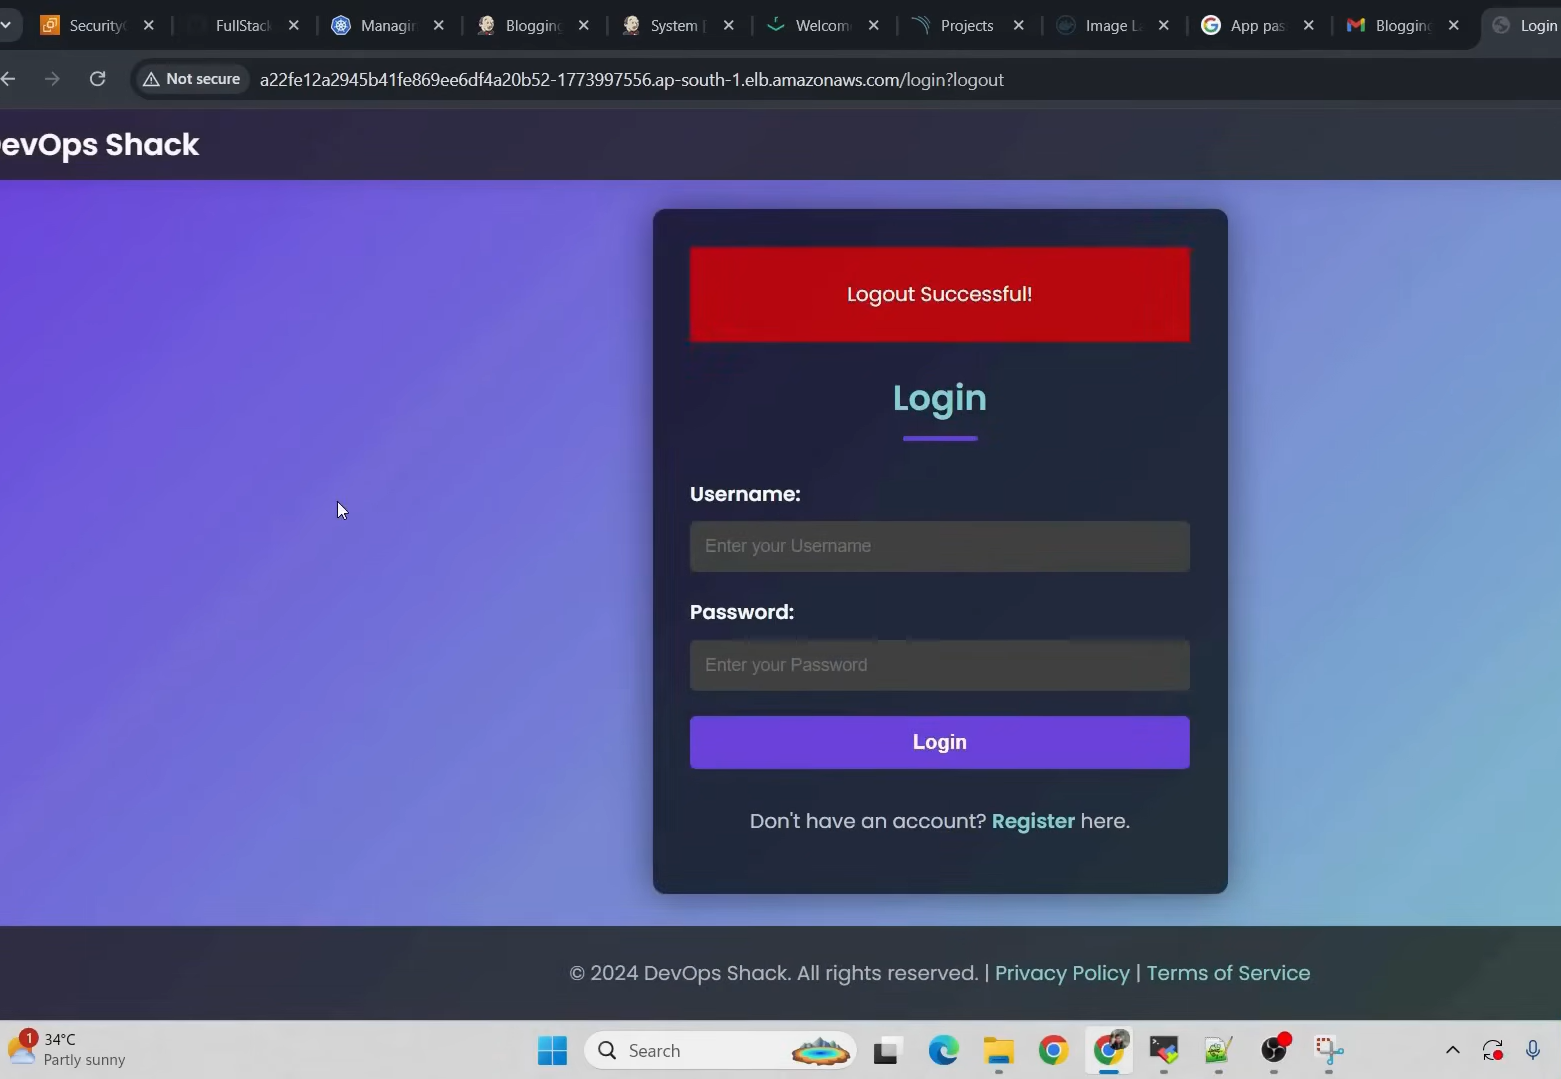 Security
FullStack
Managin
Blogging
System
Welcom
Projects
Image La
App pas
Blogging
Login
Not secure
a22fe12a2945b41fe869ee6df4a20b52-1773997556.ap-south-1.elb.amazonaws.com/login?logout
evOps Shack
Logout Successful!
Login
Username:
Enter your Username
Password:
Enter your Password
Login
Don't have an account? Register here.
© 2024 DevOps Shack. All rights reserved. | Privacy Policy | Terms of Service
1
34°C
Partly sunny
Search